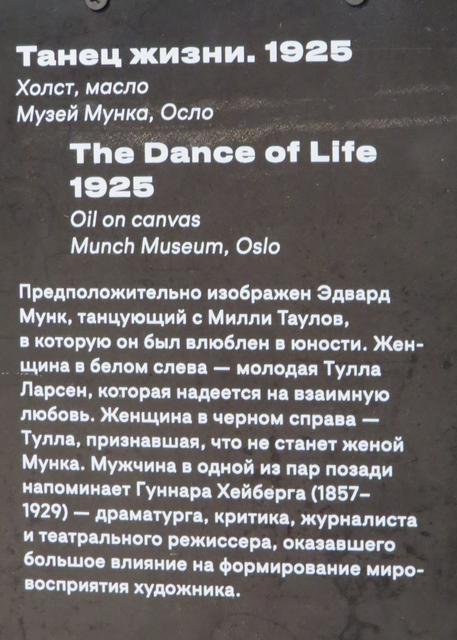 Танец жизни. 1925
Холст, масло
Музей Мунка, Осло
The Dance of Life
1925
Oil on canvas
Munch Museum, Oslo
Предположительно изображен Эдвард
Мунк, танцующий с Милли Таулов,
в которую он был влюблен в юности. Жен-
щина в белом слева — молодая Тулла
Ларсен, которая надеется на взаимную
любовь. Женщина в черном справа —
Тулла, признавшая, что не станет женой
Мунка. Мужчина в одной из пар позади
напоминает Гуннара Хейберга (1857–
1929) — драматурга, критика, журналиста
и театрального режиссера, оказавшего
большое влияние на формирование миро-
восприятия художника.